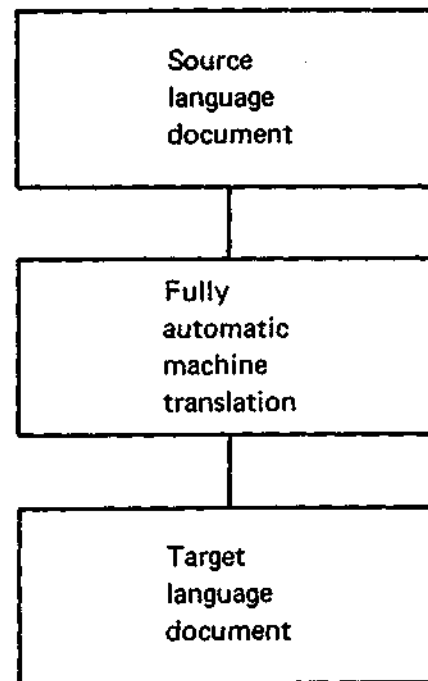 Source
language
document
Fully
automatic
machine
translation
Target
language
document